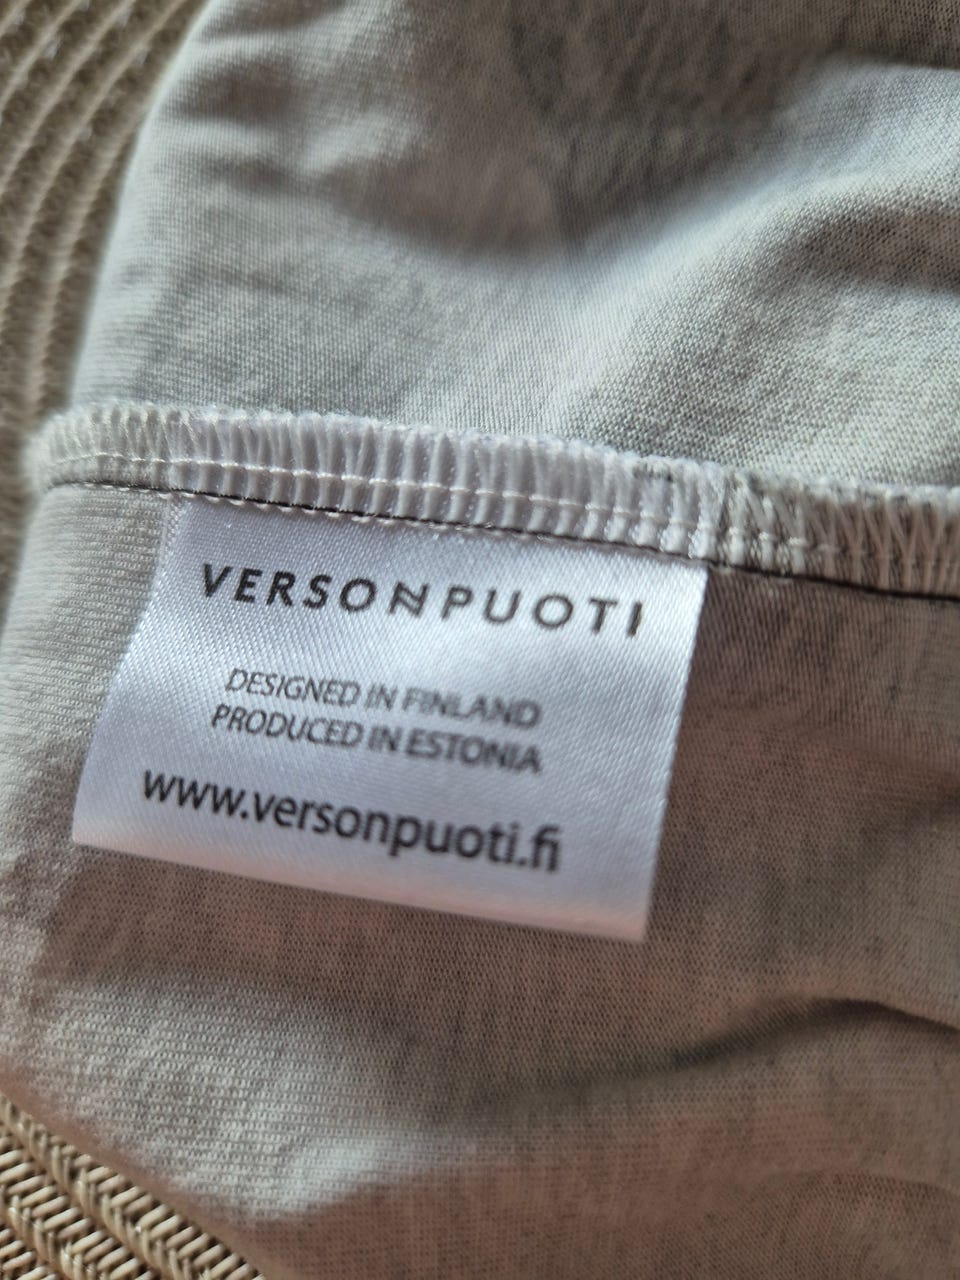 VERSONPUOTI
DESIGNED IN FINLAND
PRODUCED IN ESTONIA
www.versonpuoti.fi